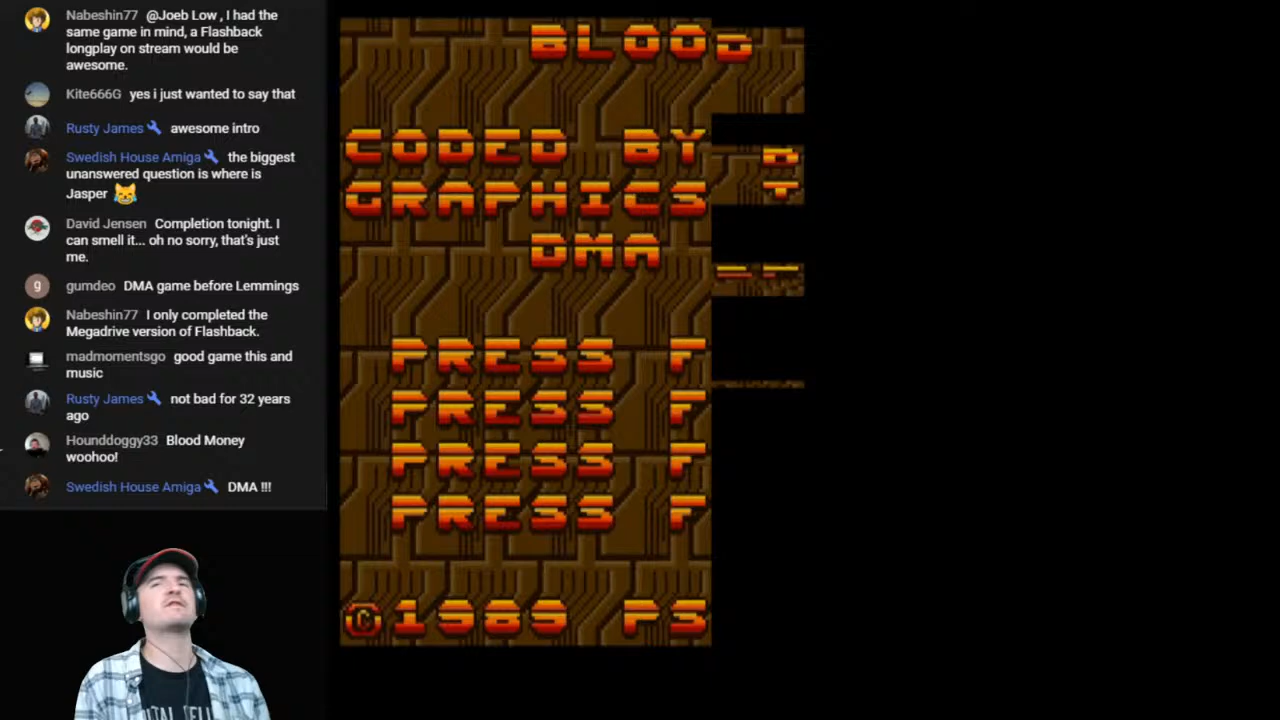 Nabeshin77 @Joeb Low , I had the
same game in mind, a Flashback
longplay on stream would be
awesome.
Kite666G yes i just wanted to say that
Rusty James awesome intro
Swedish House Amiga the biggest
unanswered question is where is
Jasper
David Jensen Completion tonight. I
can smell it... oh no sorry, that's just
me.
g gumdeo DMA game before Lemmings
Nabeshin77 I only completed the
Megadrive version of Flashback.
madmomentsgo good game this and
music
Rusty James not bad for 32 years
ago
Hounddoggy33 Blood Money
woohoo!
Swedish House Amiga DMA !!!
BLOOD
CODED BY
GRAPHICS
DMA
PRESS F
PRESS F
PRESS F
PRESS F
©1989 PS